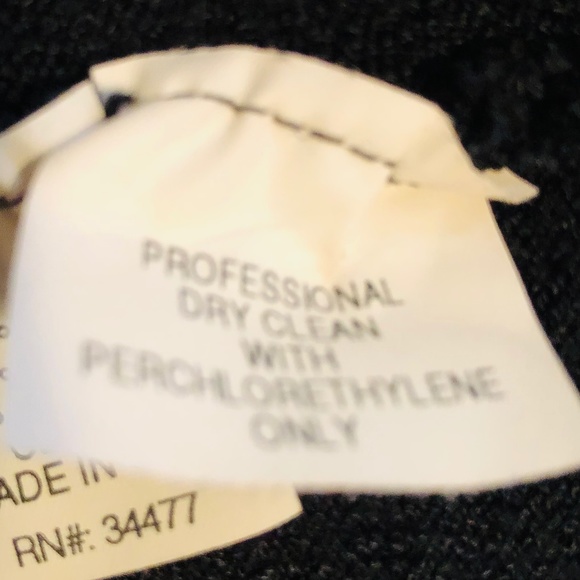 PROFESSIONAL
DRY CLEAN
WITH
PERCHLORETHYLENE
ONLY
ADE IN
RN#: 34477